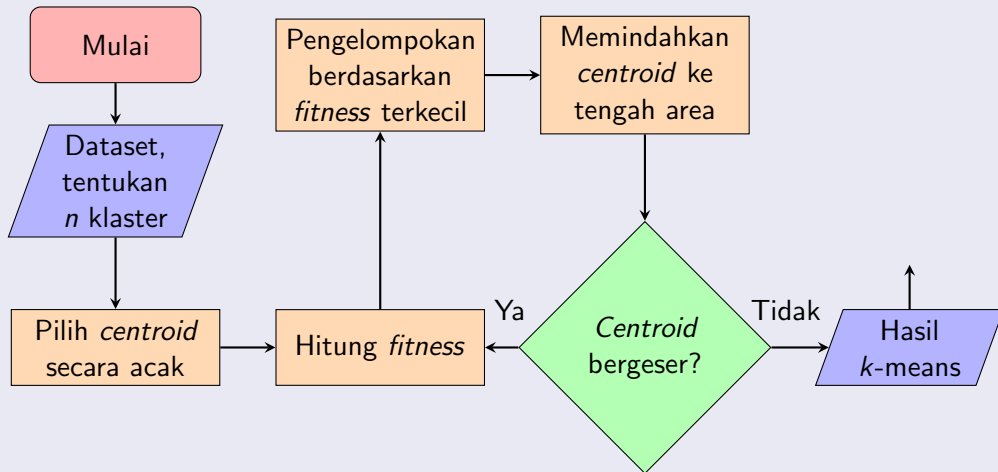 Mulai
Dataset,
tentukan
n klaster
Pilih centroid
secara acak
Hitung fitness
Pengelompokan
berdasarkan
fitness terkecil
Memindahkan
centroid ke
tengah area
Centroid
bergeser?
Ya
Tidak
Hasil
k-means